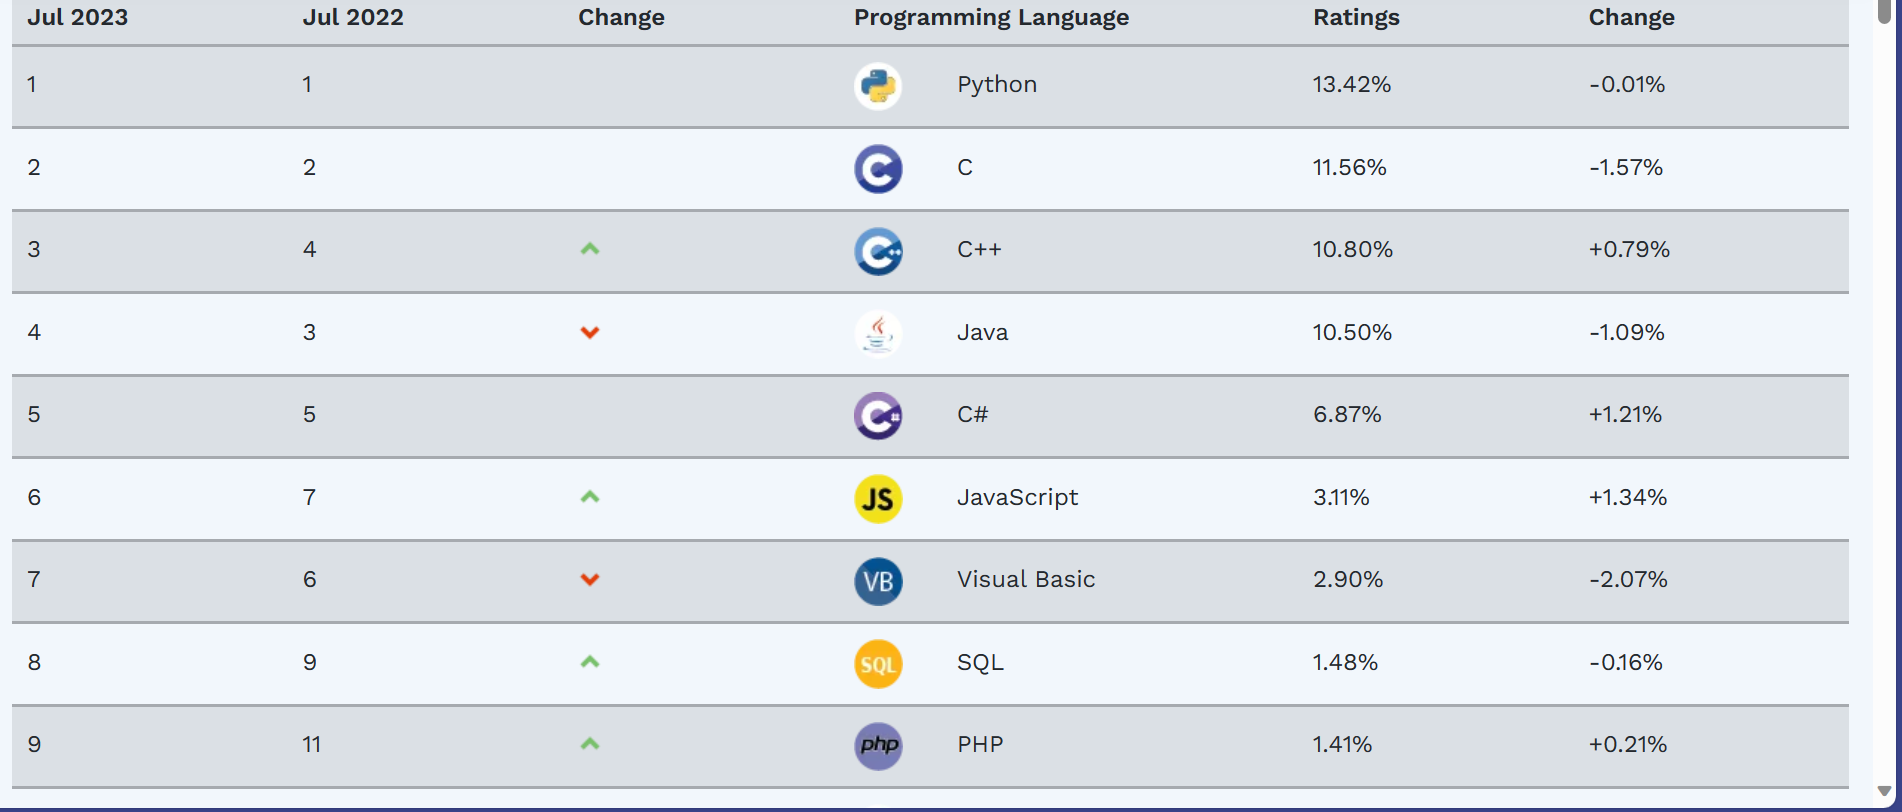 Jul 2023 Jul 2022 Change Programming Language Ratings Change
1 1 Python 13.42% -0.01%
2 2 C C 11.56% -1.57%
3 4 C++ C++ 10.80% +0.79%
4 3 Java 10.50% -1.09%
5 5 C# C# 6.87% +1.21%
6 7 JS JavaScript 3.11% +1.34%
7 6 VB Visual Basic 2.90% -2.07%
8 9 SQL SQL 1.48% -0.16%
9 11 php PHP 1.41% +0.21%